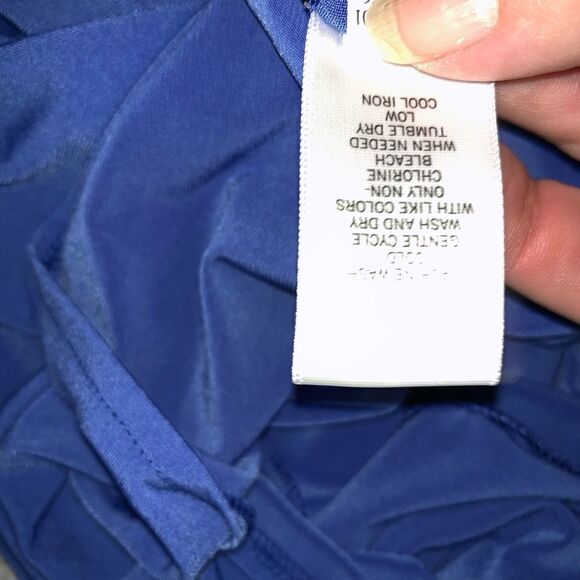 MACHINE WASH
COLD
GENTLE CYCLE
WASH AND DRY
WITH LIKE COLORS
ONLY NON-
CHLORINE
BLEACH
WHEN NEEDED
TUMBLE DRY
LOW
COOL IRON